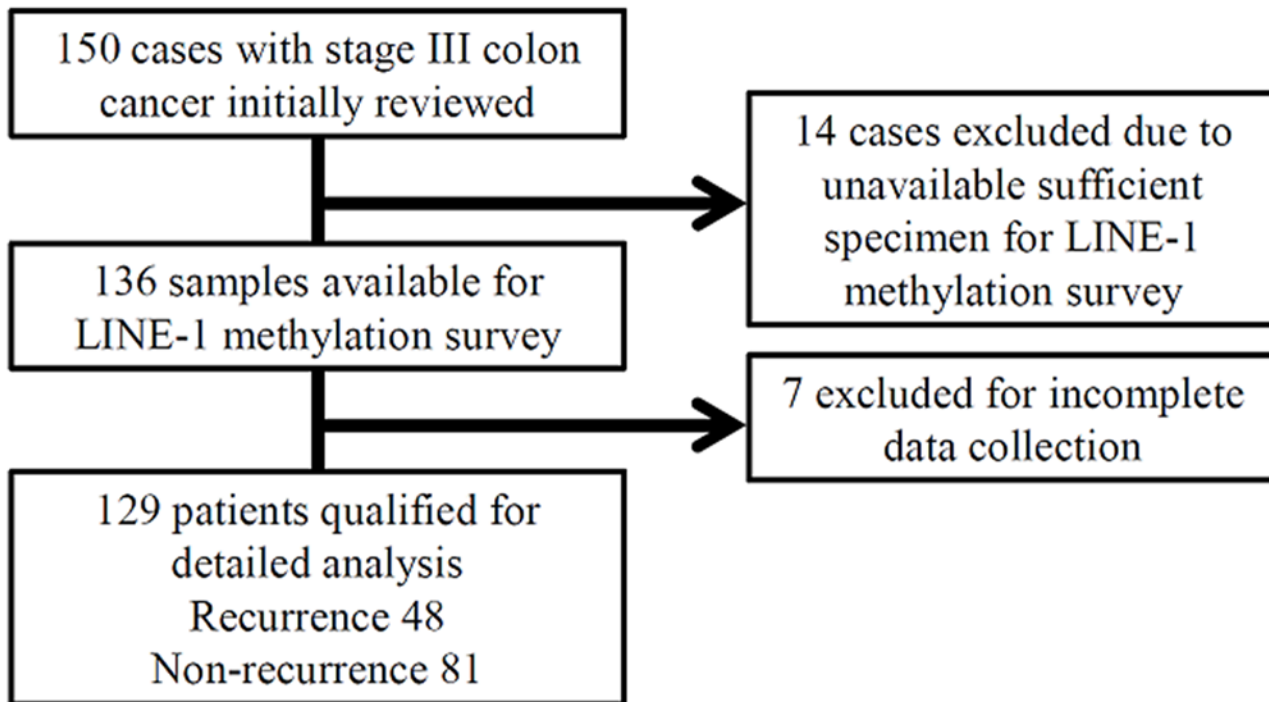 150 cases with stage III colon
cancer initially reviewed
14 cases excluded due to
unavailable sufficient
specimen for LINE-1
methylation survey
136 samples available for
LINE-1 methylation survey
7 excluded for incomplete
data collection
129 patients qualified for
detailed analysis
Recurrence 48
Non-recurrence 81